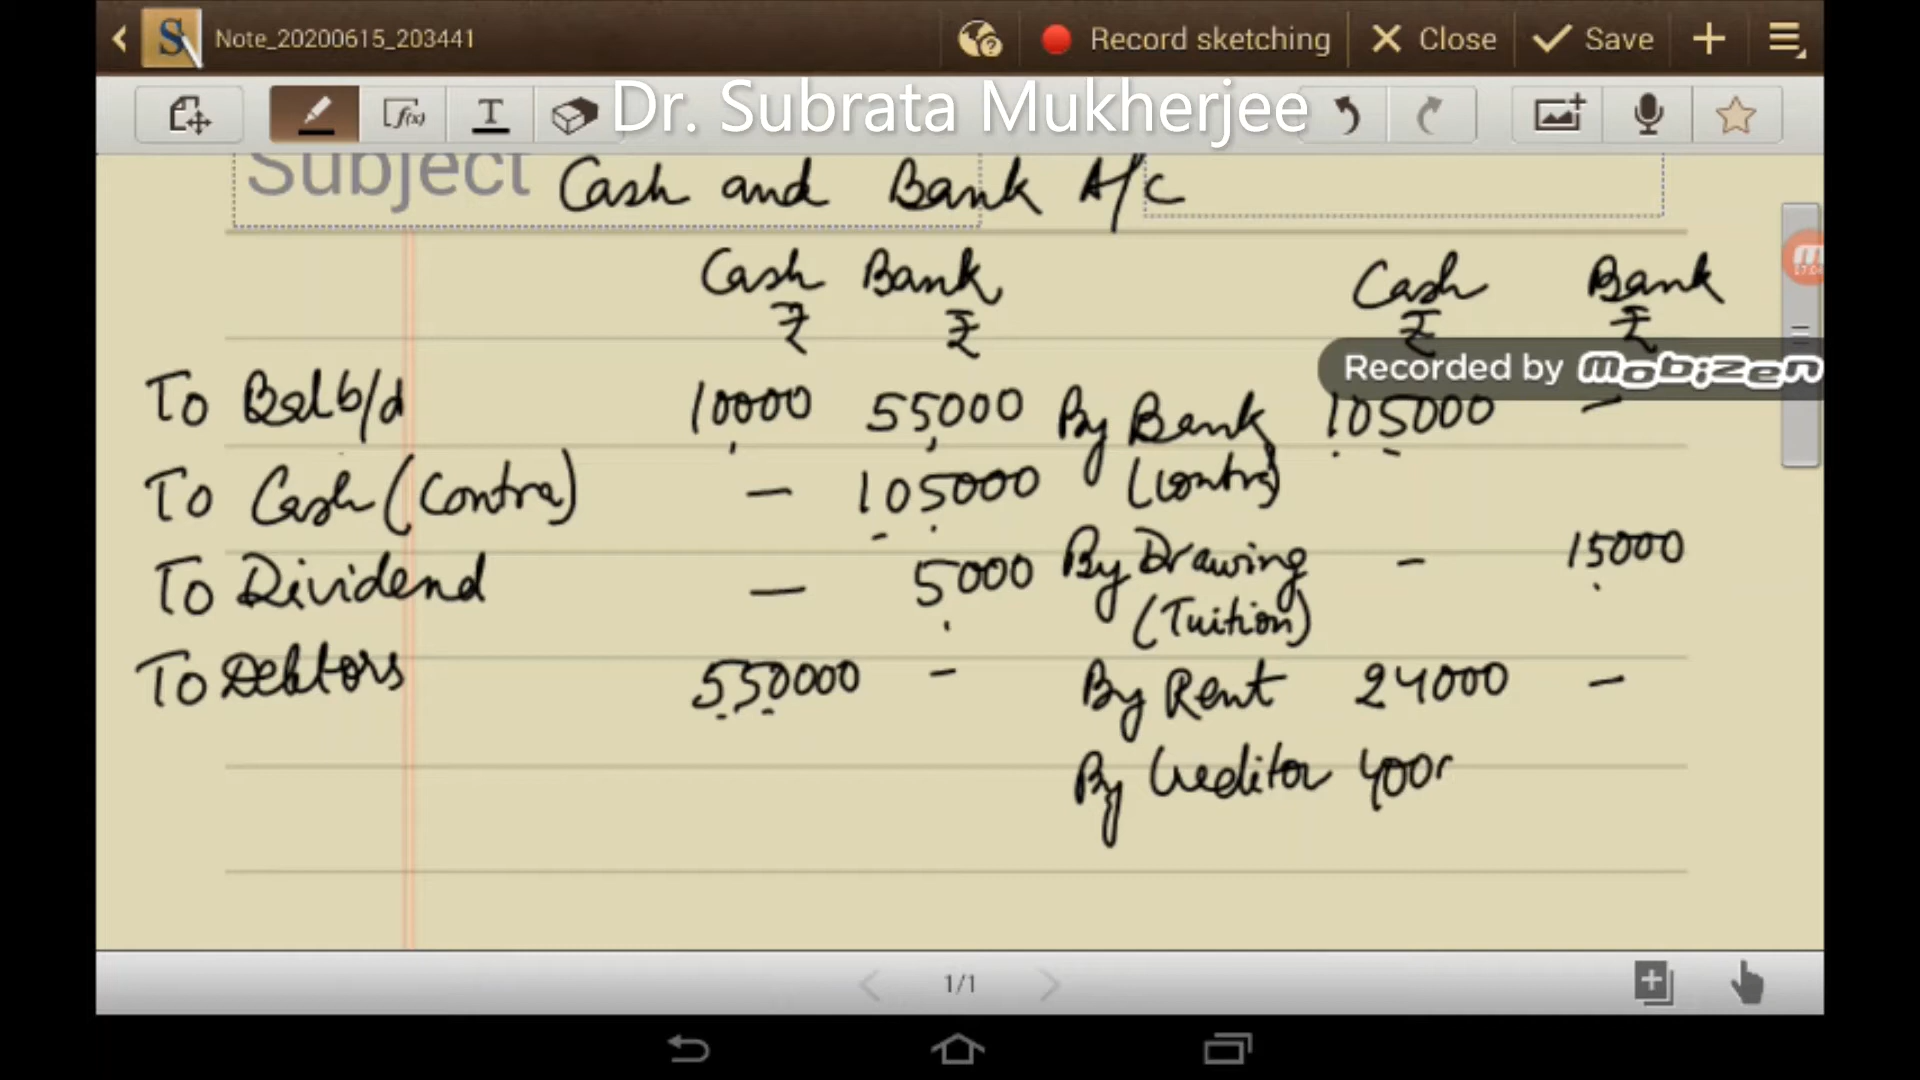 Note_20200615_203441 Record sketching Close Save
f(x) T Dr. Subrata Mukherjee
Subject Cash and Bank A/C
Cash Bank Cash Bank
₹ ₹ ₹ ₹
Recorded by mobizen
To Bal b/d 10000 55000 By Bank 105000 –
To Cash (Contra) – 105000 (Contra)
To Dividend – 5000 By Drawing – 15000
(Tuition)
To Debtors 550000 – By Rent 24000 –
By Creditor 400
1/1